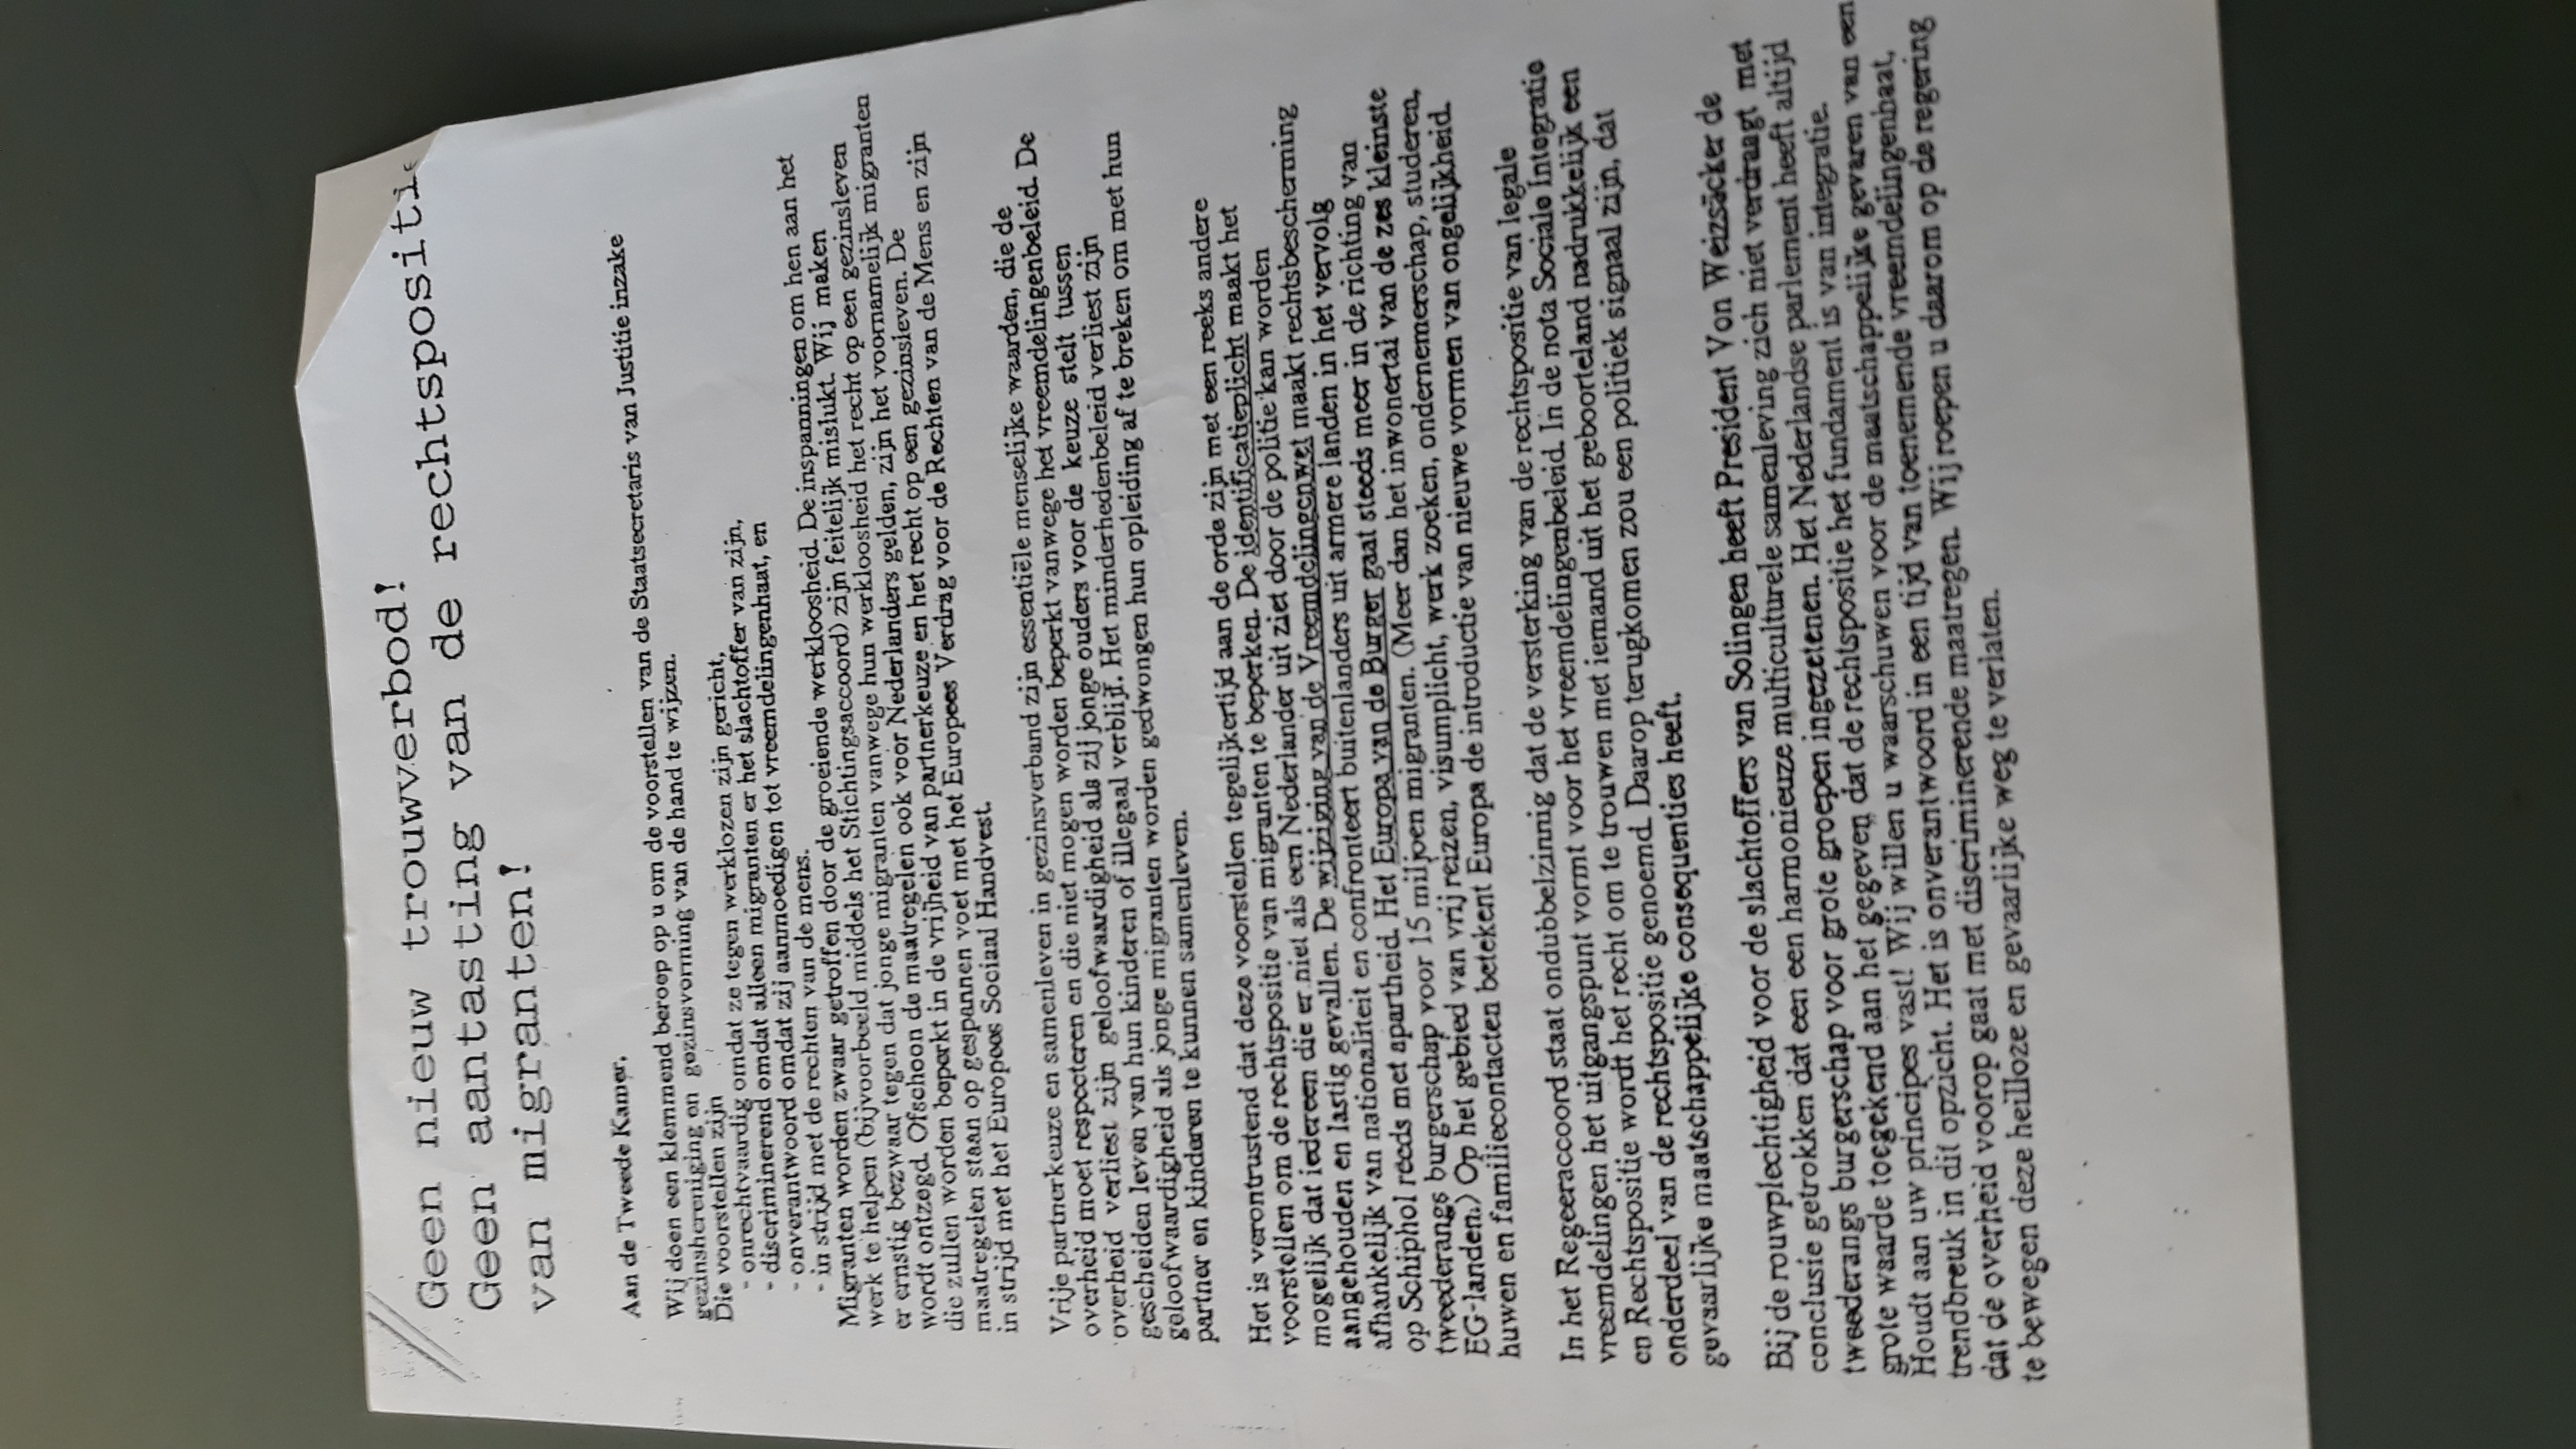 Geen nieuw trouwverbod!
Geen aantasting van de rechtspositie
van migranten!
Aan de Tweede Kamer,
Wij doen een klemmend beroep op u om de voorstellen van de Staatsecretaris van Justitie inzake
gezinshereniging en gezinsvorming van de hand te wijzen.
Die voorstellen zijn
- onrechtvaardig omdat ze tegen werklozen zijn gericht,
- discriminerend omdat alleen migranten er het slachtoffer van zijn,
- onverantwoord omdat zij aanmoedigen tot vreemdelingenhaat, en
- in strijd met de rechten van de mens.
Migranten worden zwaar getroffen door de groeiende werkloosheid. De inspanningen om hen aan het
werk te helpen (bijvoorbeeld middels het Stichtingsaccoord) zijn feitelijk mislukt. Wij maken
er ernstig bezwaar tegen dat jonge migranten vanwege hun werkloosheid het recht op een gezinsleven
wordt ontzegd. Ofschoon de maatregelen ook voor Nederlanders gelden, zijn het voornamelijk migranten
die zullen worden beperkt in de vrijheid van partnerkeuze en het recht op een gezinsleven. De
maatregelen staan op gespannen voet met het Europees Verdrag voor de Rechten van de Mens en zijn
in strijd met het Europees Sociaal Handvest.
Vrije partnerkeuze en samenleven in gezinsverband zijn essentiële menselijke waarden, die de
overheid moet respecteren en die niet mogen worden beperkt vanwege het vreemdelingenbeleid. De
overheid verliest zijn geloofwaardigheid als zij jonge ouders voor de keuze stelt tussen
gescheiden leven van hun kinderen of illegaal verblijf. Het minderhedenbeleid verliest zijn
geloofwaardigheid als jonge migranten worden gedwongen hun opleiding af te breken om met hun
partner en kinderen te kunnen samenleven.
Het is verontrustend dat deze voorstellen tegelijkertijd aan de orde zijn met een reeks andere
voorstellen om de rechtspositie van migranten te beperken. De identificatieplicht maakt het
mogelijk dat iedereen die er niet als een Nederlander uit ziet door de politie kan worden
aangehouden en lastig gevallen. De wijziging van de Vreemdelingenwet maakt rechtsbescherming
afhankelijk van nationaliteit en confronteert buitenlanders uit armere landen in het vervolg
op Schiphol reeds met apartheid. Het Europa van de Burger gaat steeds meer in de richting van
tweederangs burgerschap voor 15 miljoen migranten. (Meer dan het inwonertal van de zes kleinste
EG-landen.) Op het gebied van vrij reizen, visumplicht, werk zoeken, ondernemerschap, studeren,
huwen en familiecontacten betekent Europa de introductie van nieuwe vormen van ongelijkheid.
In het Regeeraccoord staat ondubbelzinnig dat de versterking van de rechtspositie van legale
vreemdelingen het uitgangspunt vormt voor het vreemdelingenbeleid. In de nota Sociale Integratie
en Rechtspositie wordt het recht om te trouwen met iemand uit het geboorteland nadrukkelijk een
onderdeel van de rechtspositie genoemd. Daarop terugkomen zou een politiek signaal zijn, dat
gevaarlijke maatschappelijke consequenties heeft.
Bij de rouwplechtigheid voor de slachtoffers van Solingen heeft President Von Weizsäcker de
conclusie getrokken dat een een harmonieuze multiculturele samenleving zich niet verdraagt met
tweederangs burgerschap voor grote groepen ingezetenen. Het Nederlandse parlement heeft altijd
grote waarde toegekend aan het gegeven dat de rechtspositie het fundament is van integratie.
Houdt aan uw principes vast! Wij willen u waarschuwen voor de maatschappelijke gevaren van een
trendbreuk in dit opzicht. Het is onverantwoord in een tijd van toenemende vreemdelingenhaat,
dat de overheid voorop gaat met discriminerende maatregen. Wij roepen u daarom op de regering
te bewegen deze heilloze en gevaarlijke weg te verlaten.